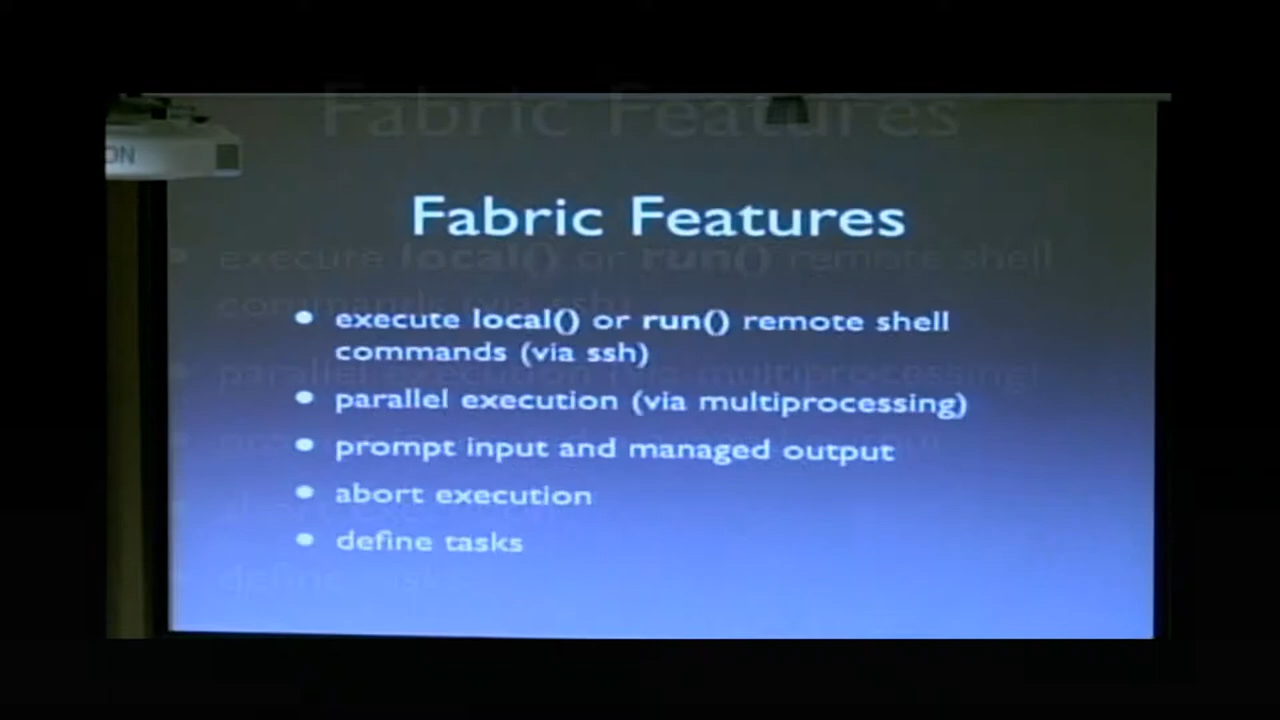 ON
Fabric Features
• execute local() or run() remote shell
commands (via ssh)
• parallel execution (via multiprocessing)
• prompt input and managed output
• abort execution
• define tasks